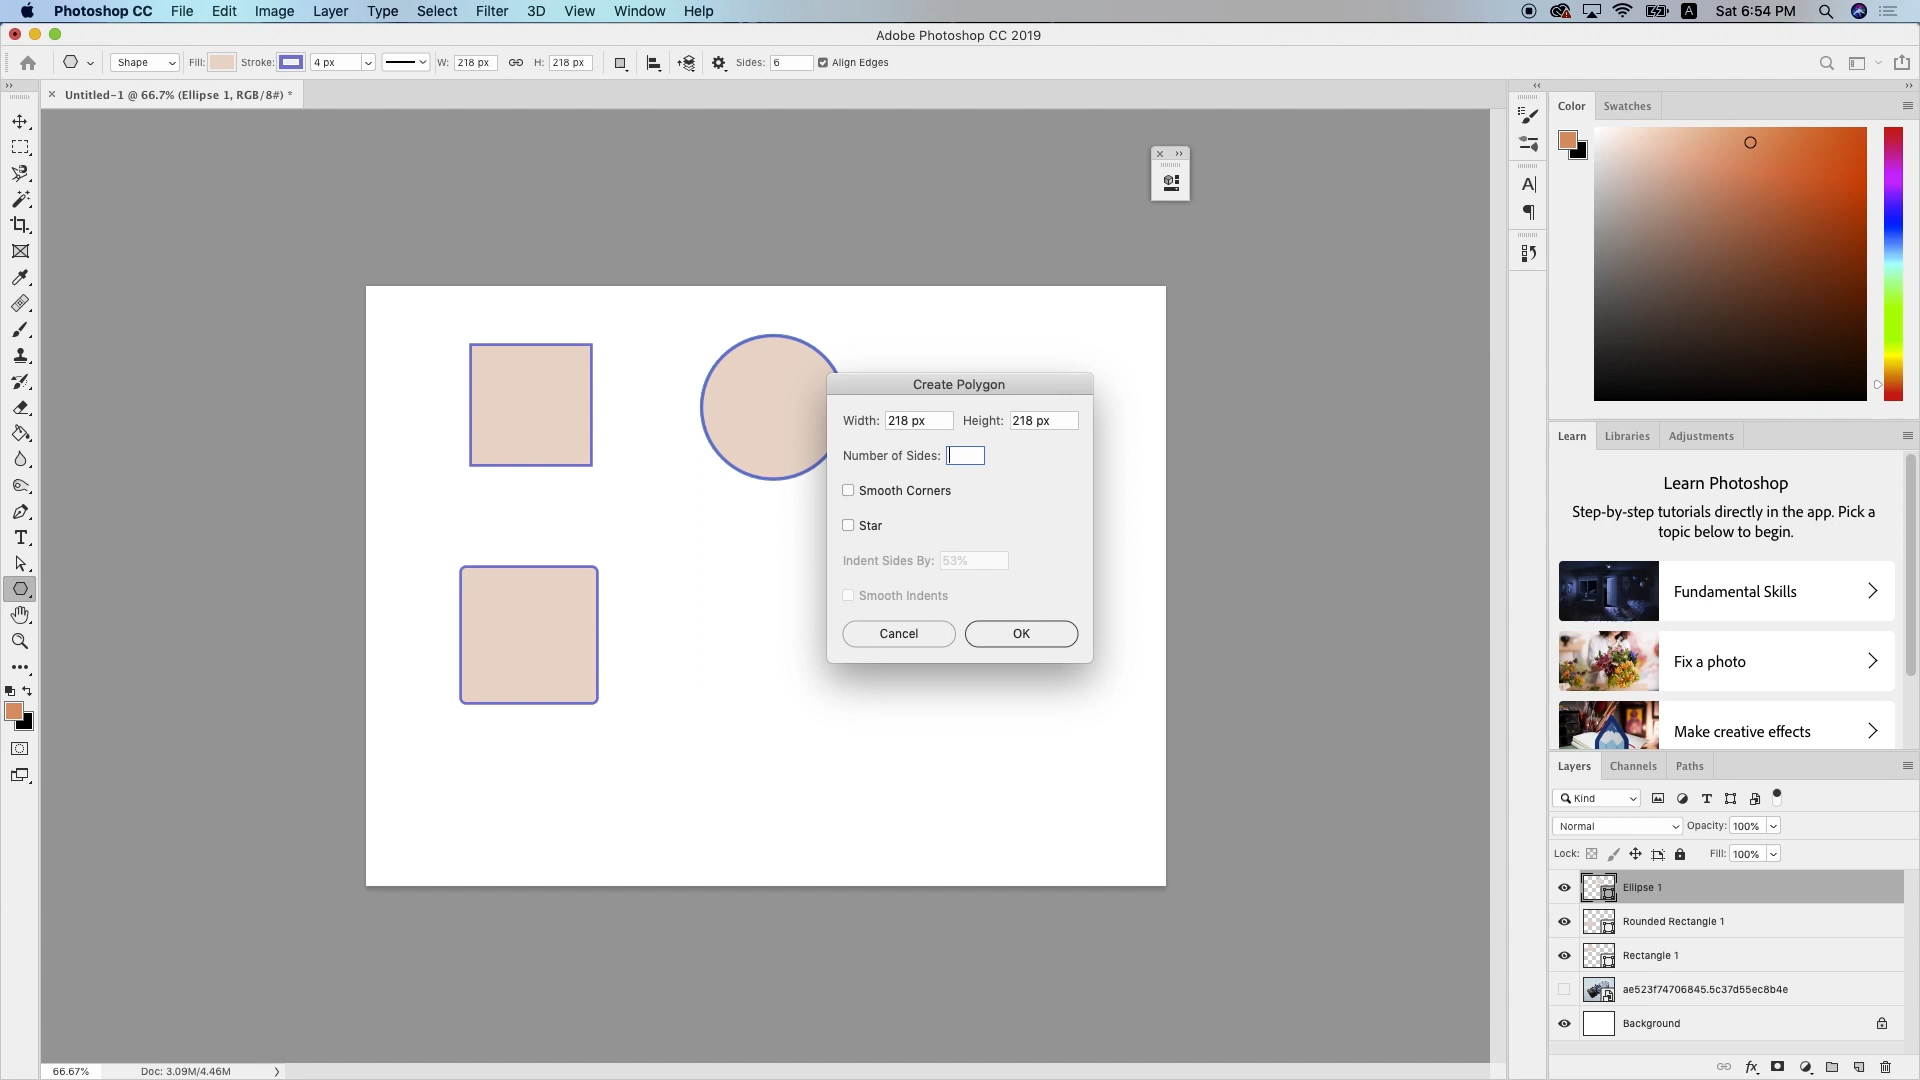 Photoshop CC File Edit Image Layer Type Select Filter 3D View Window Help A Sat 6:54 PM
Adobe Photoshop CC 2019
Shape Fill: Stroke: 4 px W: 218 px H: 218 px Sides: 6 Align Edges
Untitled-1 @ 66.7% (Ellipse 1, RGB/8#) *
Color Swatches
Create Polygon
Width: 218 px Height: 218 px
Number of Sides:
Smooth Corners
Star
Indent Sides By: 53%
Smooth Indents
Cancel OK
Learn Libraries Adjustments
Learn Photoshop
Step-by-step tutorials directly in the app. Pick a
topic below to begin.
Fundamental Skills
Fix a photo
Make creative effects
Layers Channels Paths
Kind
Normal Opacity: 100%
Lock: Fill: 100%
Ellipse 1
Rounded Rectangle 1
Rectangle 1
ae523f74706845.5c37d55ec8b4e
Background
66.67% Doc: 3.09M/4.46M